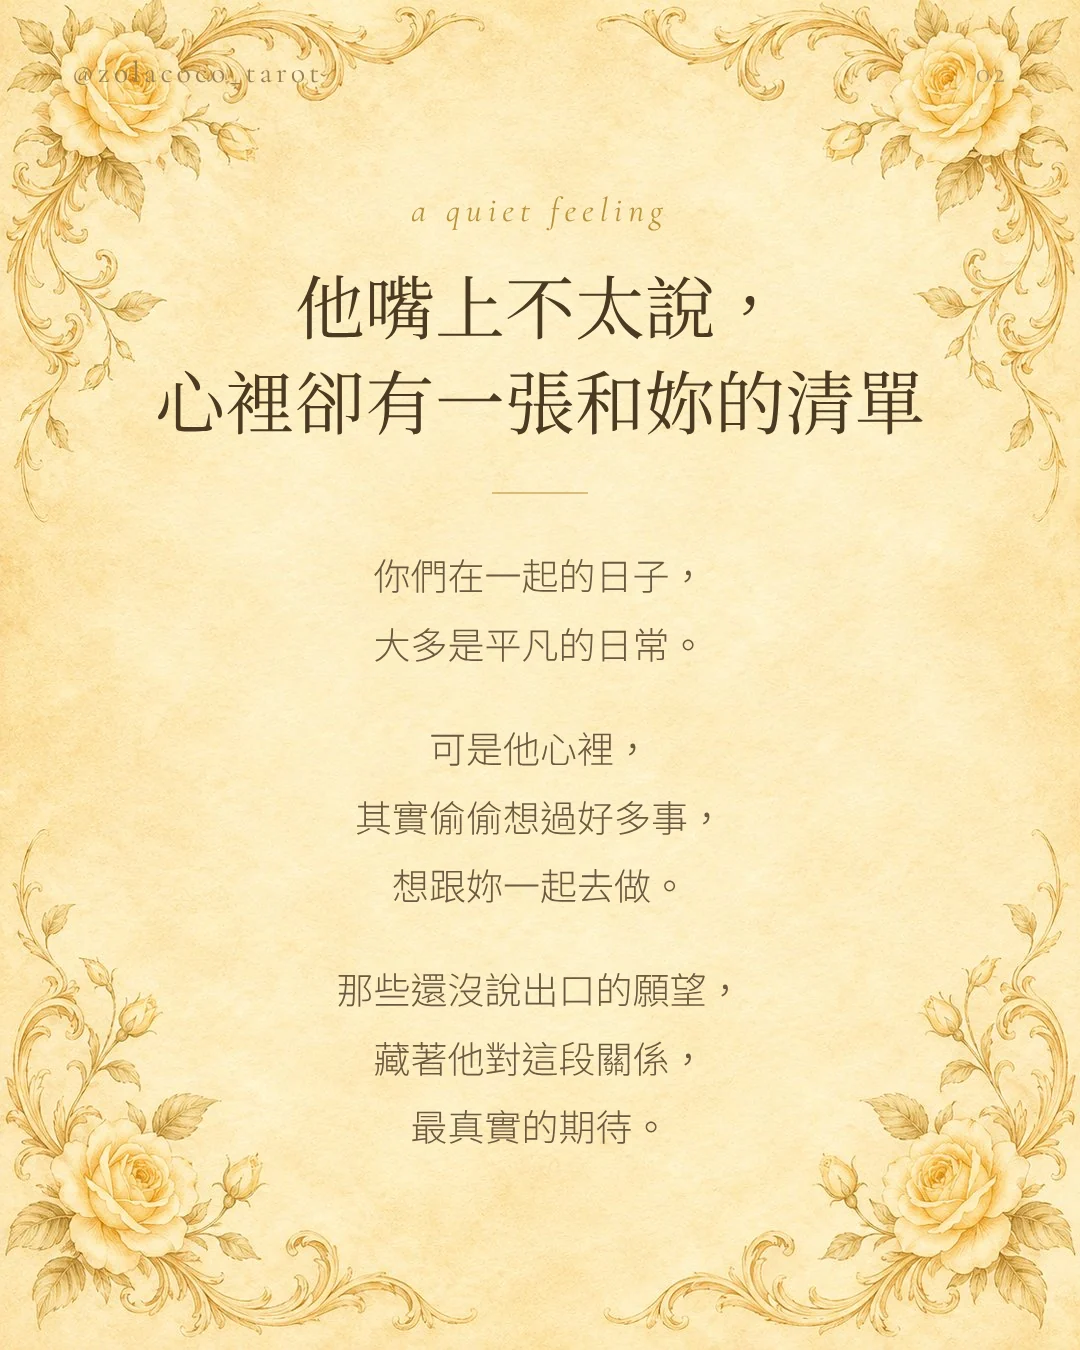 @zolacoco_tarot
02
a quiet feeling
他嘴上不太說，
心裡卻有一張和妳的清單
你們在一起的日子，
大多是平凡的日常。
可是他心裡，
其實偷偷想過好多事，
想跟妳一起去做。
那些還沒說出口的願望，
藏著他對這段關係，
最真實的期待。